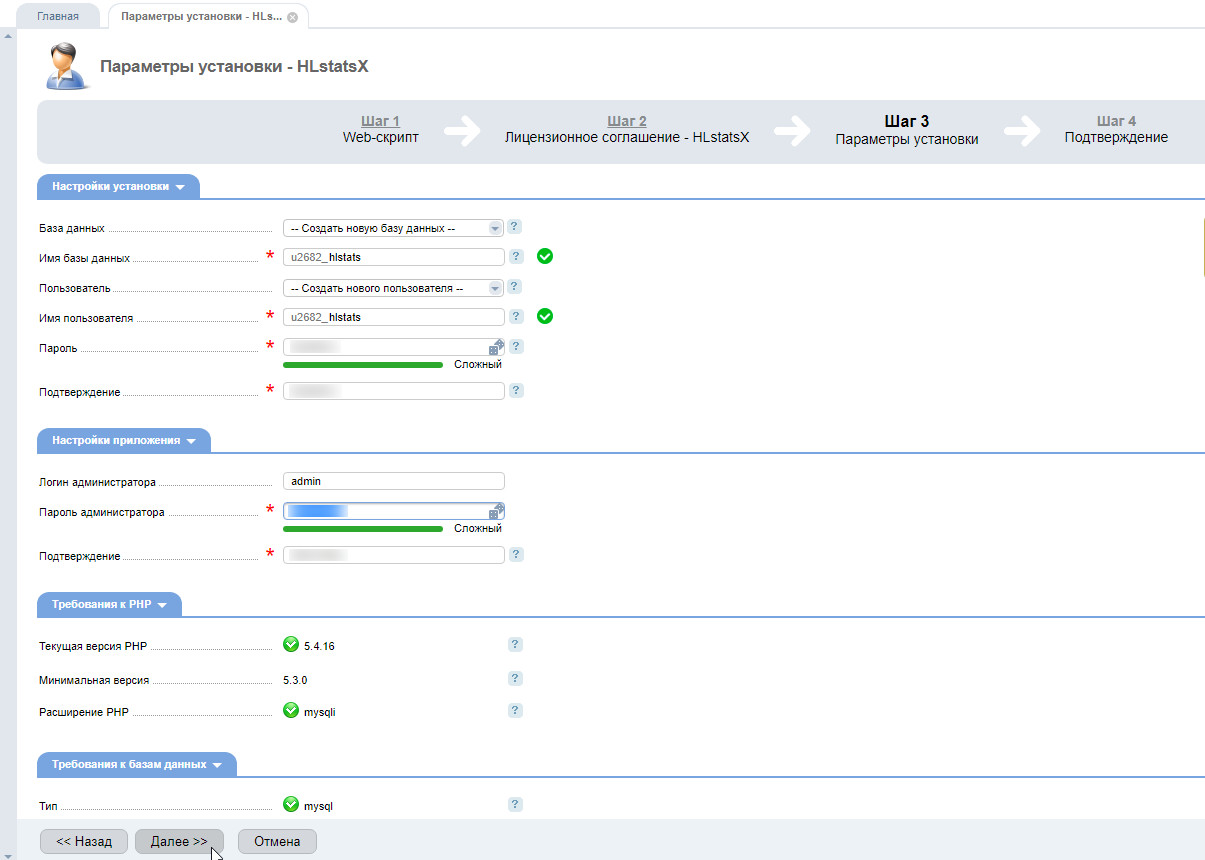 Главная
Параметры установки - HLs...
Параметры установки - HLstatsX
Шаг 1
Web-скрипт
Шаг 2
Лицензионное соглашение - HLstatsX
Шаг 3
Параметры установки
Шаг 4
Подтверждение
Настройки установки
База данных -- Создать новую базу данных -- ?
Имя базы данных * u2682_hlstats ?
Пользователь -- Создать нового пользователя -- ?
Имя пользователя * u2682_hlstats ?
Пароль * ?
Сложный
Подтверждение * ?
Настройки приложения
Логин администратора admin
Пароль администратора *
Сложный
Подтверждение * ?
Требования к PHP
Текущая версия PHP 5.4.16 ?
Минимальная версия 5.3.0 ?
Расширение PHP mysqli ?
Требования к базам данных
Тип mysql ?
<< Назад Далее >> Отмена